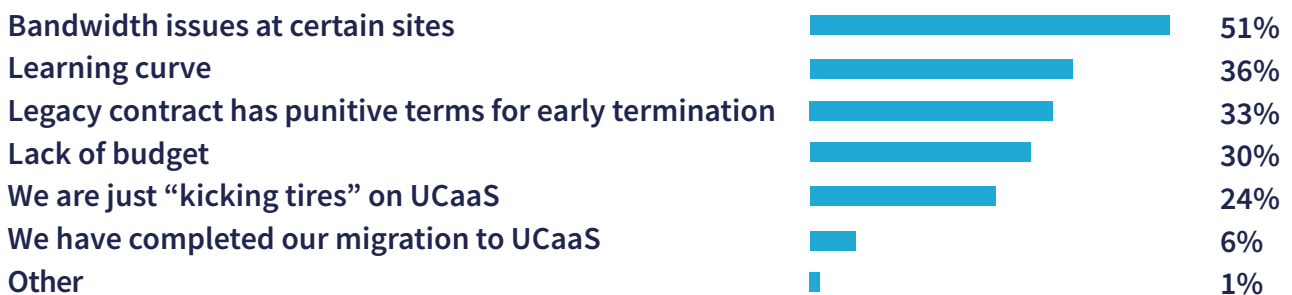 Bandwidth issues at certain sites 51%
Learning curve 36%
Legacy contract has punitive terms for early termination 33%
Lack of budget 30%
We are just “kicking tires” on UCaaS 24%
We have completed our migration to UCaaS 6%
Other 1%